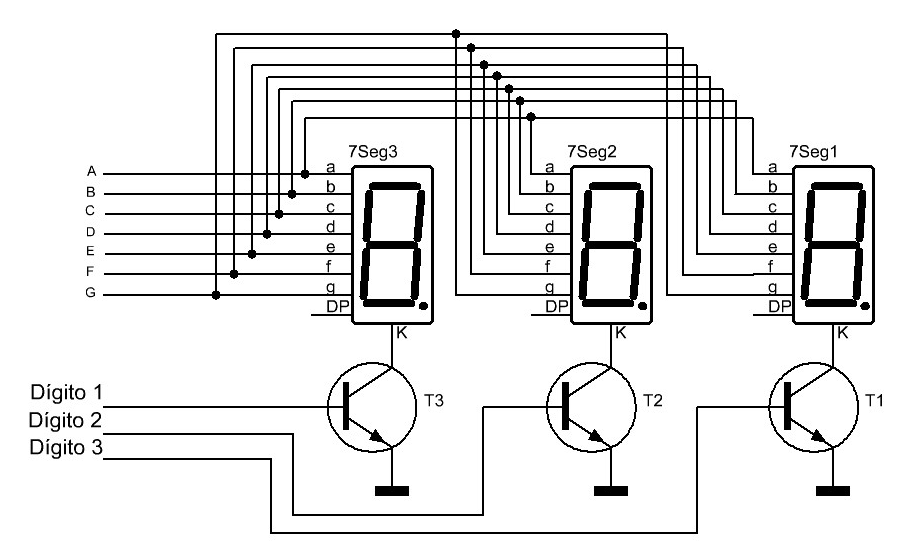 7Seg3 7Seg2 7Seg1
A a a a
B b b b
C c c c
D d d d
E e e e
F f f f
G g g g
DP DP DP
K K K
Dígito 1 T3 T2 T1
Dígito 2
Dígito 3